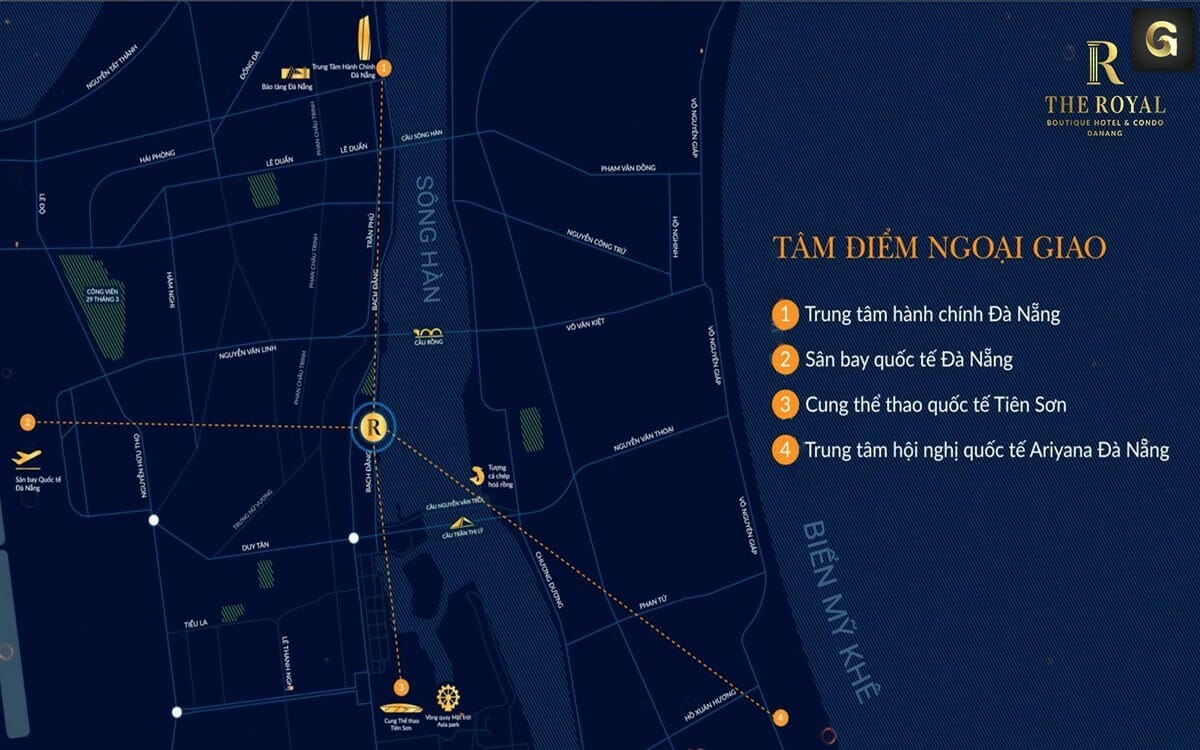 G
R
THE ROYAL
BOUTIQUE HOTEL & CONDO
DANANG
TÂM ĐIỂM NGOẠI GIAO
1 Trung tâm hành chính Đà Nẵng
2 Sân bay quốc tế Đà Nẵng
3 Cung thể thao quốc tế Tiên Sơn
4 Trung tâm hội nghị quốc tế Ariyana Đà Nẵng
NGUYỄN TẤT THÀNH
ĐỐNG ĐA
Bảo tàng Đà Nẵng
Trung Tâm Hành Chính
Đà Nẵng
1
PHAN CHÂU TRINH
CẦU SÔNG HÀN
VÕ NGUYÊN GIÁP
HẢI PHÒNG
LÊ DUẨN
LÊ DUẨN
PHẠM VĂN ĐỒNG
LÊ ĐỘ
SÔNG HÀN
TRẦN PHÚ
NGUYỄN CÔNG TRỨ
HỒ NGHINH
PHAN CHÂU TRINH
HÀM NGHI
CÔNG VIÊN
29 THÁNG 3
BẠCH ĐẰNG
CẦU RỒNG
VÕ VĂN KIỆT
VÕ NGUYÊN GIÁP
NGUYỄN VĂN LINH
PHAN CHÂU TRINH
2
R
Sân bay Quốc tế
Đà Nẵng
NGUYỄN HỮU THỌ
BẠCH ĐẰNG
NGUYỄN VĂN THOẠI
Tượng
cá chép
hoá rồng
TRƯNG NỮ VƯƠNG
CẦU NGUYỄN VĂN TRỖI
CẦU TRẦN THỊ LÝ
VÕ NGUYÊN GIÁP
DUY TÂN
CHƯƠNG DƯƠNG
BIỂN MỸ KHÊ
PHAN TỨ
TIỂU LA
LÊ THANH NGHỊ
3
Cung Thể thao
Tiên Sơn
Vòng quay Mặt trời
Asia park
HỒ XUÂN HƯƠNG
4